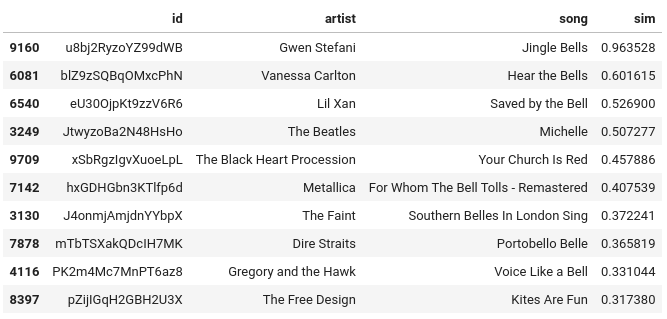 id artist song sim
9160 u8bj2RyzoYZ99dWB Gwen Stefani Jingle Bells 0.963528
6081 blZ9zSQBqOMxcPhN Vanessa Carlton Hear the Bells 0.601615
6540 eU30OjpKt9zzV6R6 Lil Xan Saved by the Bell 0.526900
3249 JtwyzoBa2N48HsHo The Beatles Michelle 0.507277
9709 xSbRgzIgvXuoeLpL The Black Heart Procession Your Church Is Red 0.457886
7142 hxGDHGbn3KTlfp6d Metallica For Whom The Bell Tolls - Remastered 0.407539
3130 J4onmjAmjdnYYbpX The Faint Southern Belles In London Sing 0.372241
7878 mTbTSXakQDcIH7MK Dire Straits Portobello Belle 0.365819
4116 PK2m4Mc7MnPT6az8 Gregory and the Hawk Voice Like a Bell 0.331044
8397 pZijIGqH2GBH2U3X The Free Design Kites Are Fun 0.317380